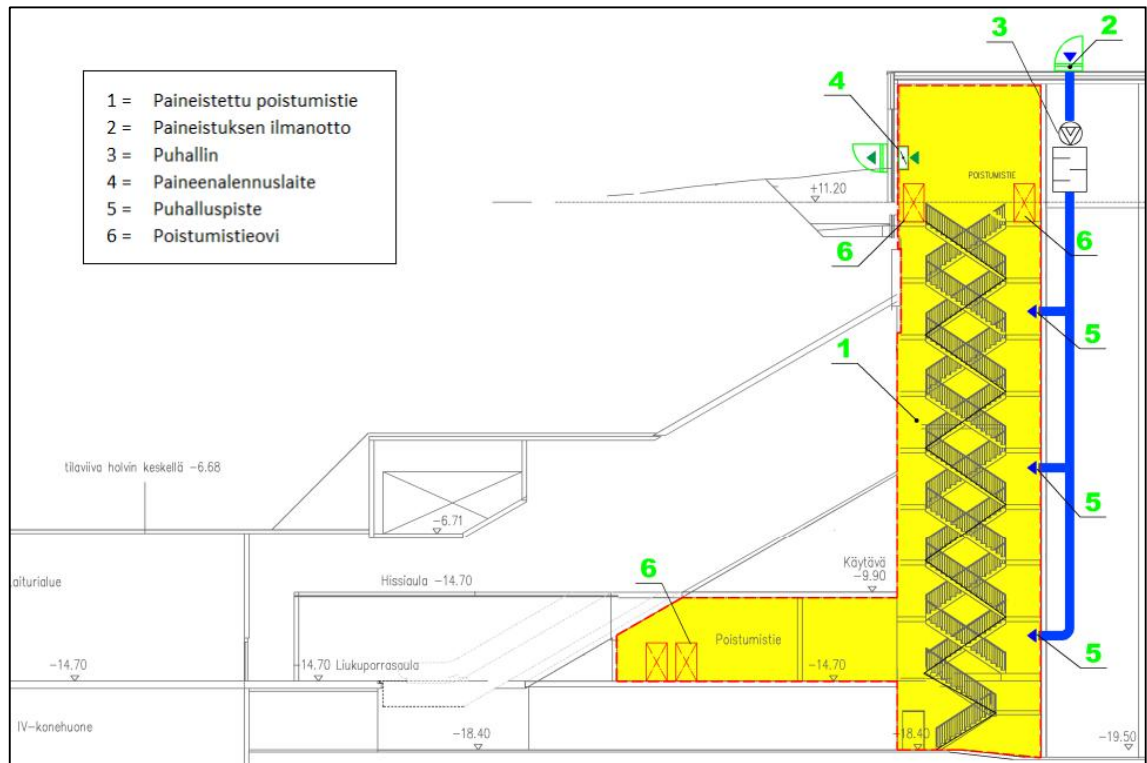 1 = Paineistettu poistumistie
2 = Paineistuksen ilmanotto
3 = Puhallin
4 = Paineenalennuslaite
5 = Puhalluspiste
6 = Poistumistieovi
3
2
4
POISTUMISTIE
+11.20
6
6
5
1
tilaviiva holvin keskellä -6.68
5
-6.71
Käytävä
-9.90
Hissiaula -14.70
6
Laiturialue
Poistumistie
5
-14.70
-14.70 Liukuporrasaula
-14.70
IV-konehuone
-18.40
-18.40
-19.50